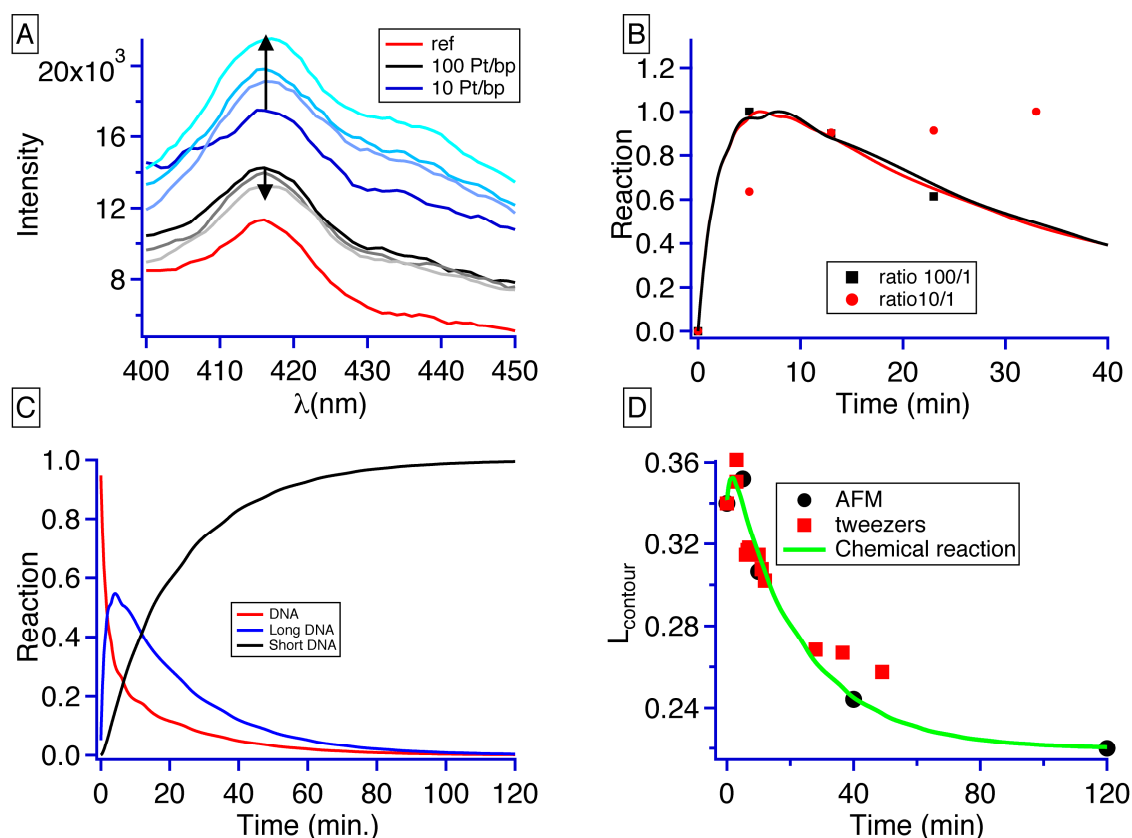 A
20x10³
16
12
8
Intensity
ref
100 Pt/bp
10 Pt/bp
400 410 420 430 440 450
λ(nm)
B
1.2
1.0
0.8
0.6
0.4
0.2
0.0
Reaction
ratio 100/1
ratio10/1
0 10 20 30 40
Time (min)
C
1.0
0.8
0.6
0.4
0.2
0.0
Reaction
DNA
Long DNA
Short DNA
0 20 40 60 80 100 120
Time (min.)
D
0.36
0.32
0.28
0.24
L contour
AFM
tweezers
Chemical reaction
0 40 80 120
Time (min)